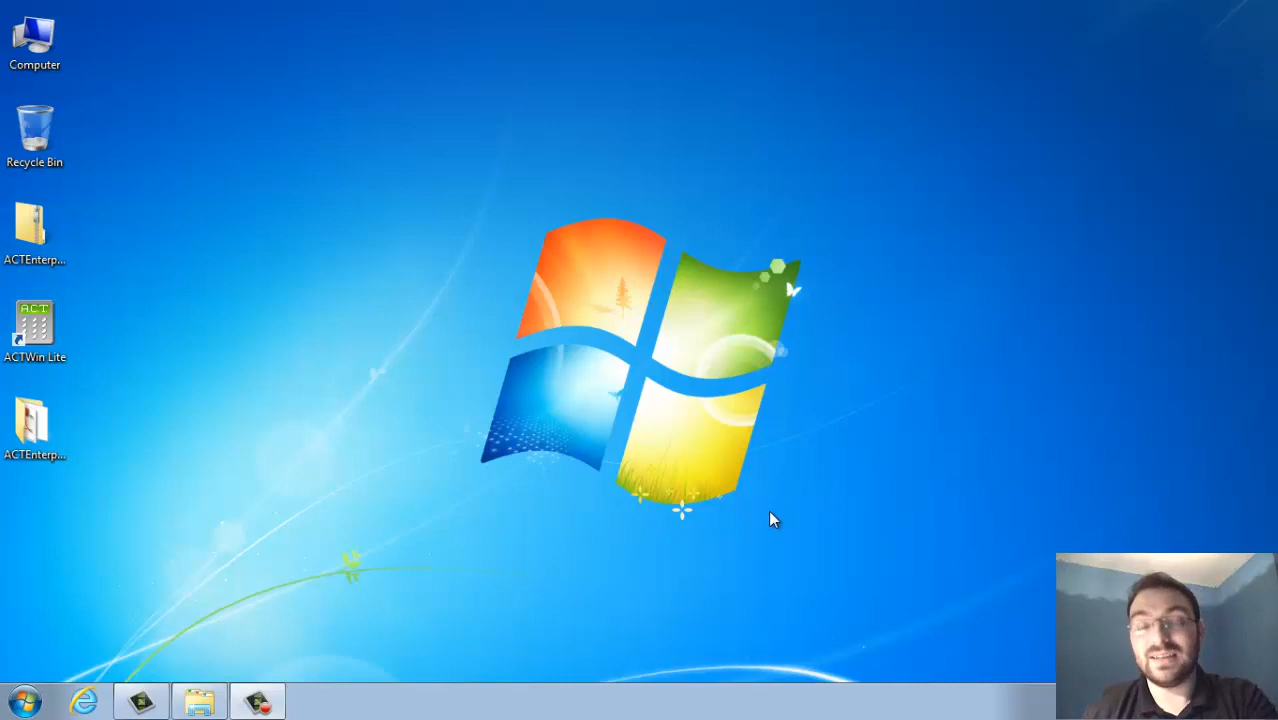 Computer
Recycle Bin
ACTEnterp...
ACT
ACTWin Lite
ACTEnterp...